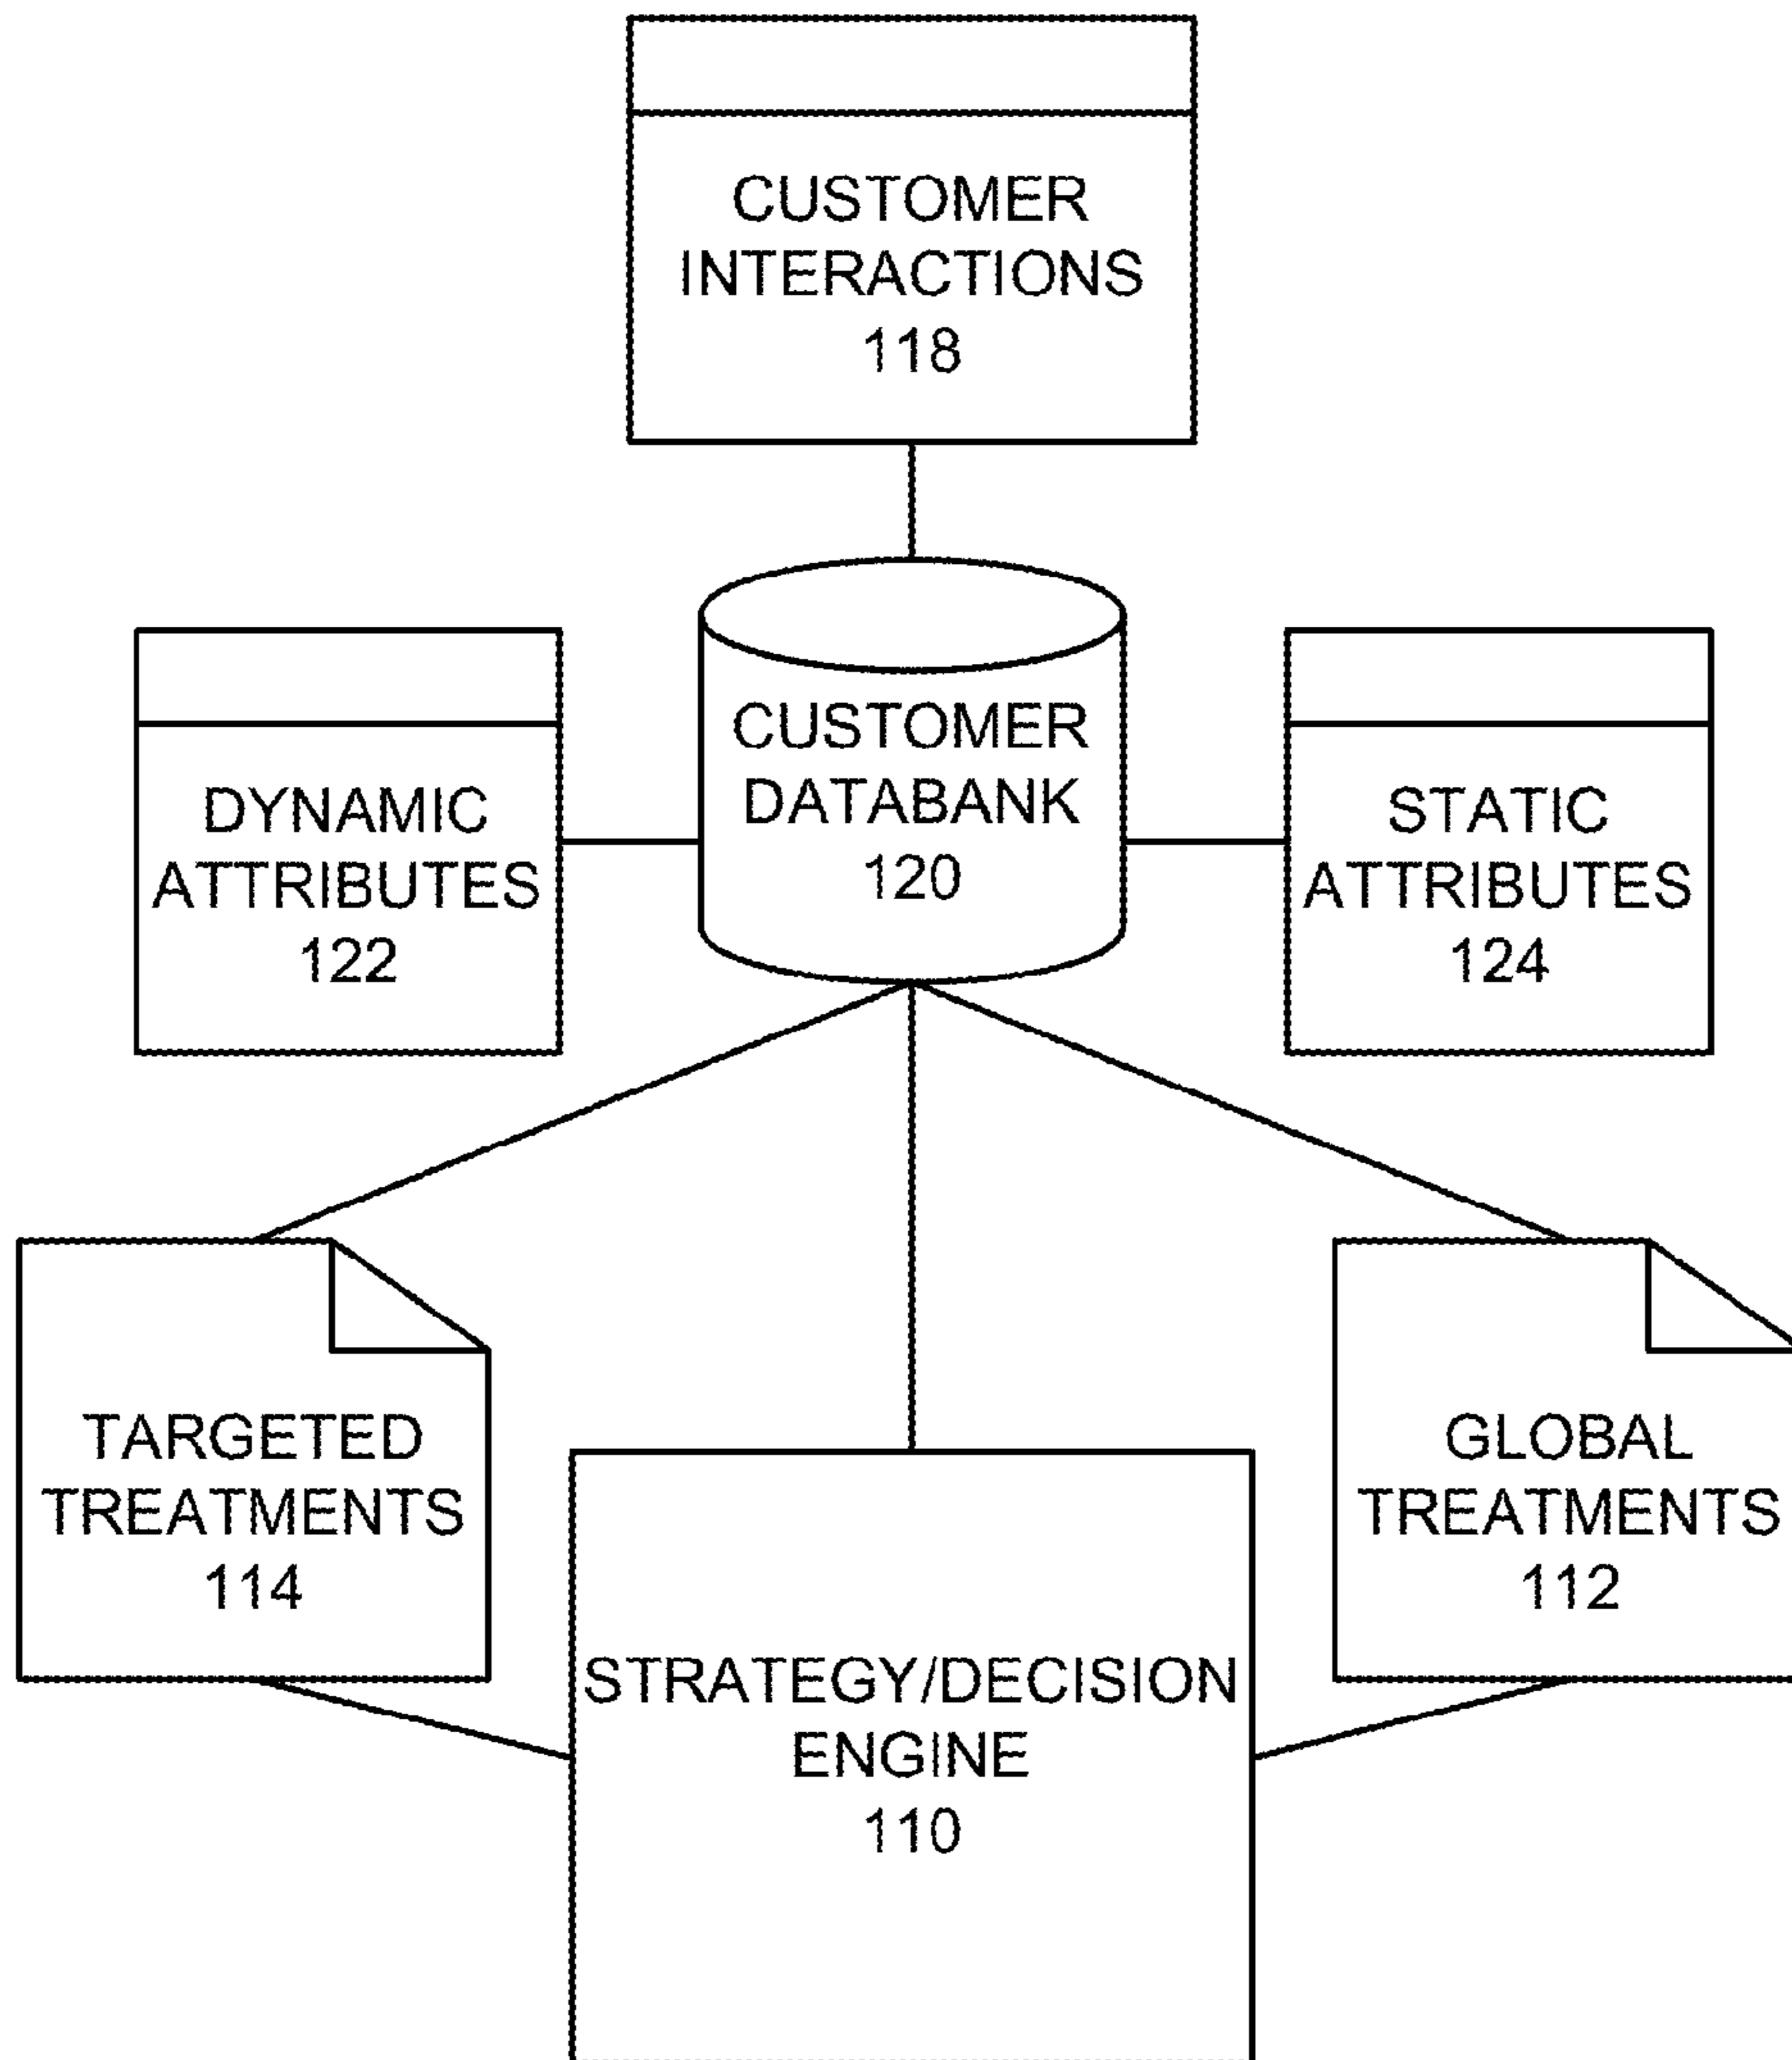 CUSTOMER
INTERACTIONS
118
CUSTOMER
DATABANK
120
DYNAMIC
ATTRIBUTES
122
STATIC
ATTRIBUTES
124
TARGETED
TREATMENTS
114
GLOBAL
TREATMENTS
112
STRATEGY/DECISION
ENGINE
110